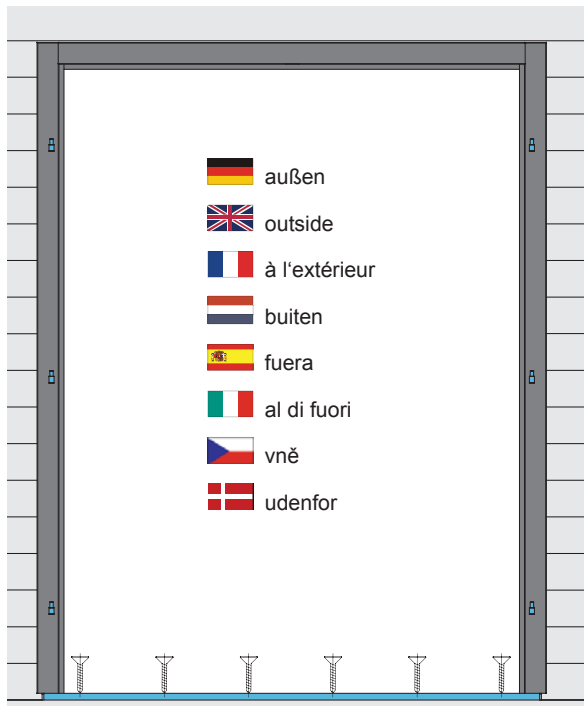 außen
outside
à l‘extérieur
buiten
fuera
al di fuori
vně
udenfor